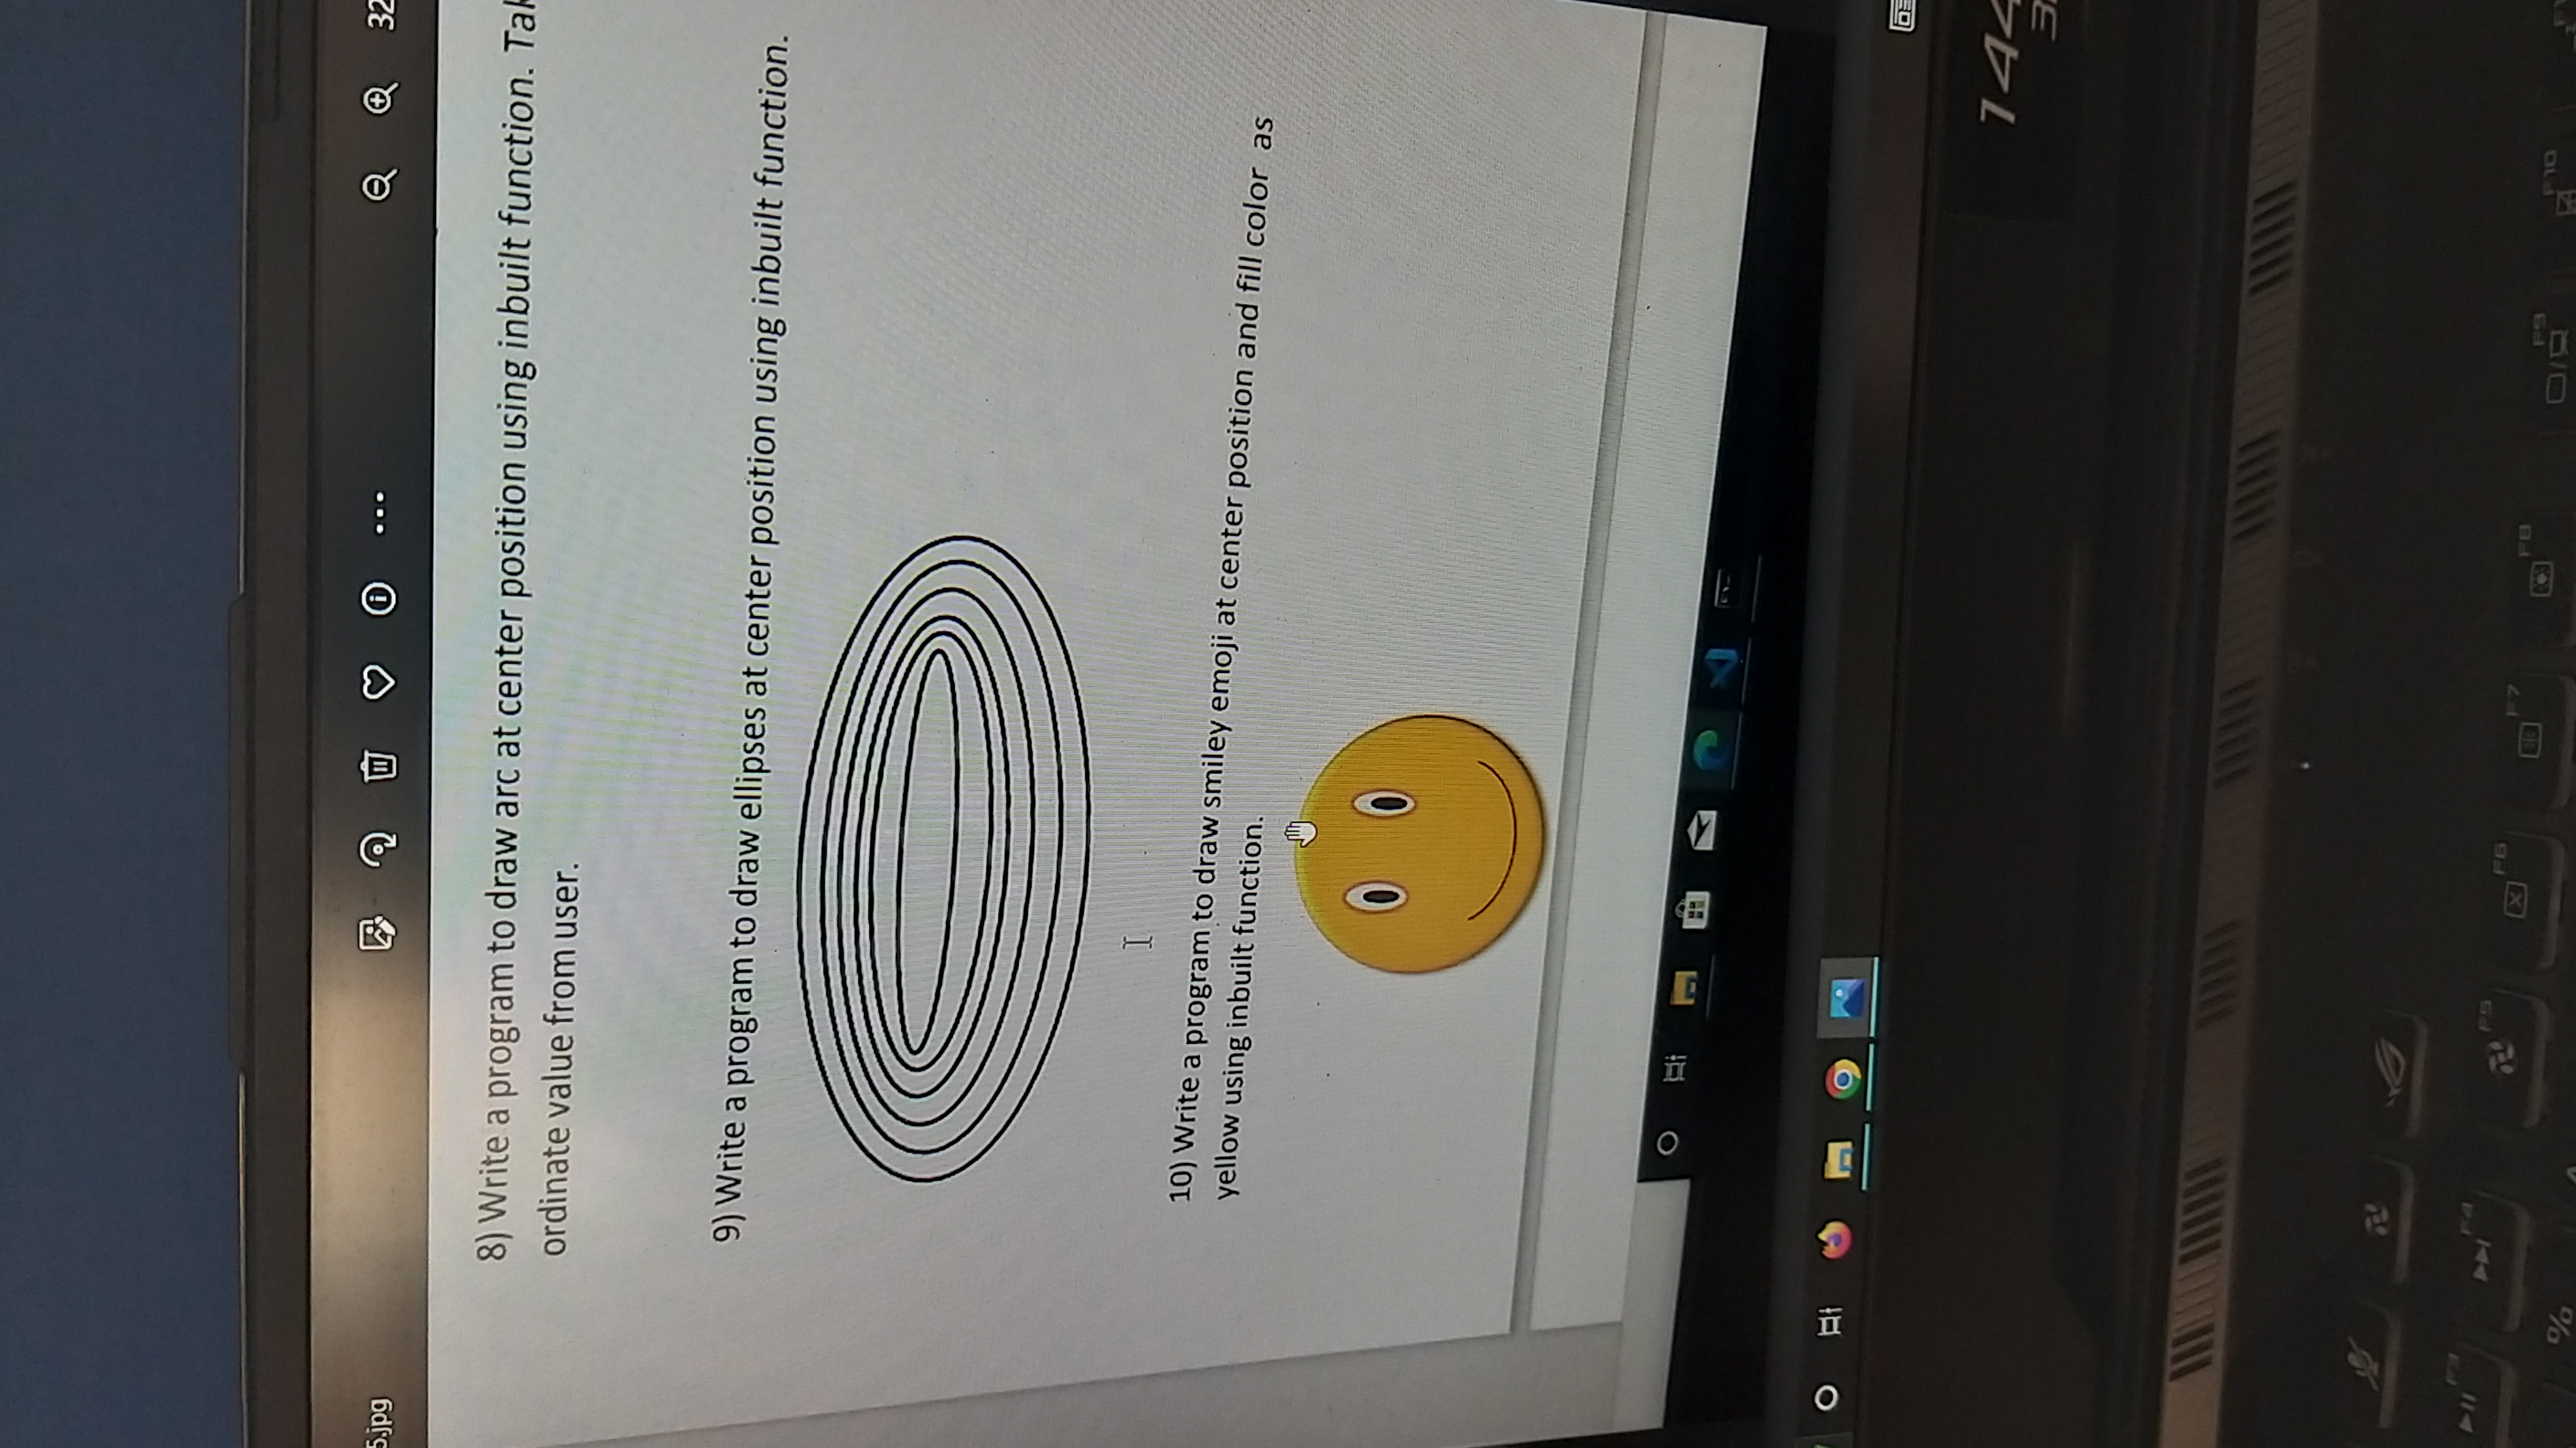 5.jpg
32
8) Write a program to draw arc at center position using inbuilt function.
ordinate value from user.
9) Write a program to draw ellipses at center position using inbuilt function.
10) Write a program to draw smiley emoji at center position and fill color as
yellow using inbuilt function.
144
3
F3
F4
F5
F6
F7
F8
F9
F10
%